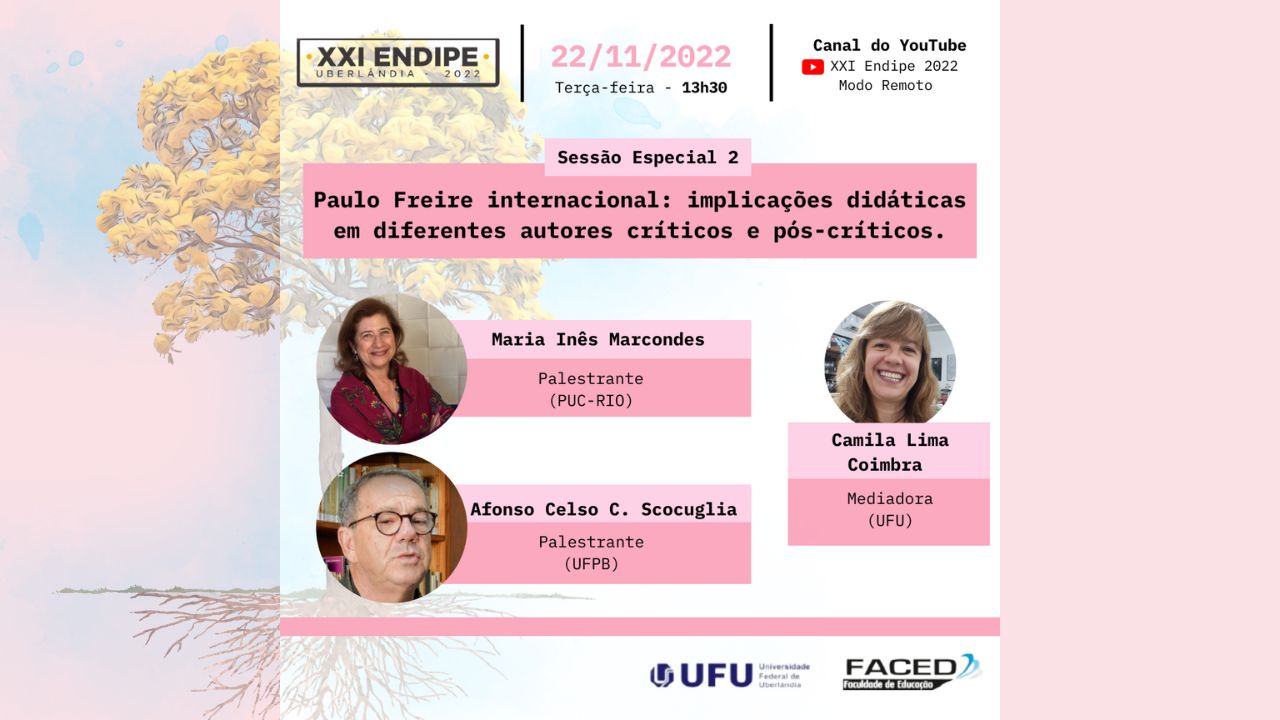 XXI ENDIPE
UBERLÂNDIA - 2022
22/11/2022
Terça-feira - 13h30
Canal do YouTube
XXI Endipe 2022
Modo Remoto
Sessão Especial 2
Paulo Freire internacional: implicações didáticas
em diferentes autores críticos e pós-críticos.
Maria Inês Marcondes
Palestrante
(PUC-RIO)
Afonso Celso C. Scocuglia
Palestrante
(UFPB)
Camila Lima
Coimbra
Mediadora
(UFU)
UFU
Universidade
Federal de
Uberlândia
FACED
Faculdade de Educação